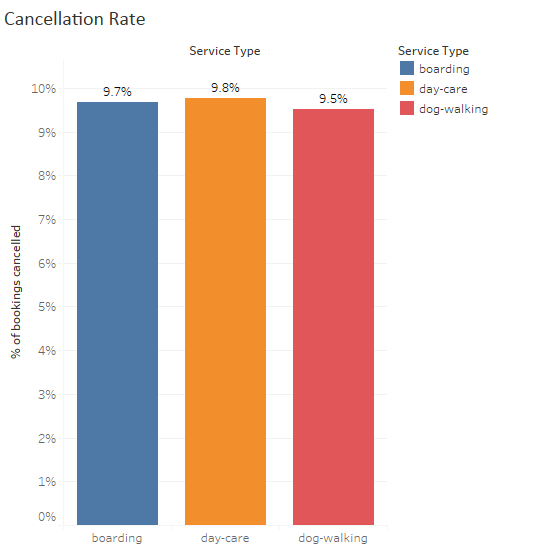 Cancellation Rate
Service Type
Service Type
boarding
day-care
dog-walking
10%
9%
8%
7%
6%
5%
4%
3%
2%
1%
0%
% of bookings cancelled
9.7%
9.8%
9.5%
boarding
day-care
dog-walking